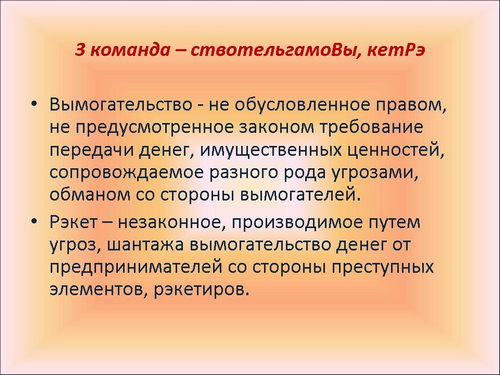 3 команда – ствотельгамоВы, кетРэ
• Вымогательство - не обусловленное правом,
не предусмотренное законом требование
передачи денег, имущественных ценностей,
сопровождаемое разного рода угрозами,
обманом со стороны вымогателей.
• Рэкет – незаконное, производимое путем
угроз, шантажа вымогательство денег от
предпринимателей со стороны преступных
элементов, рэкетиров.